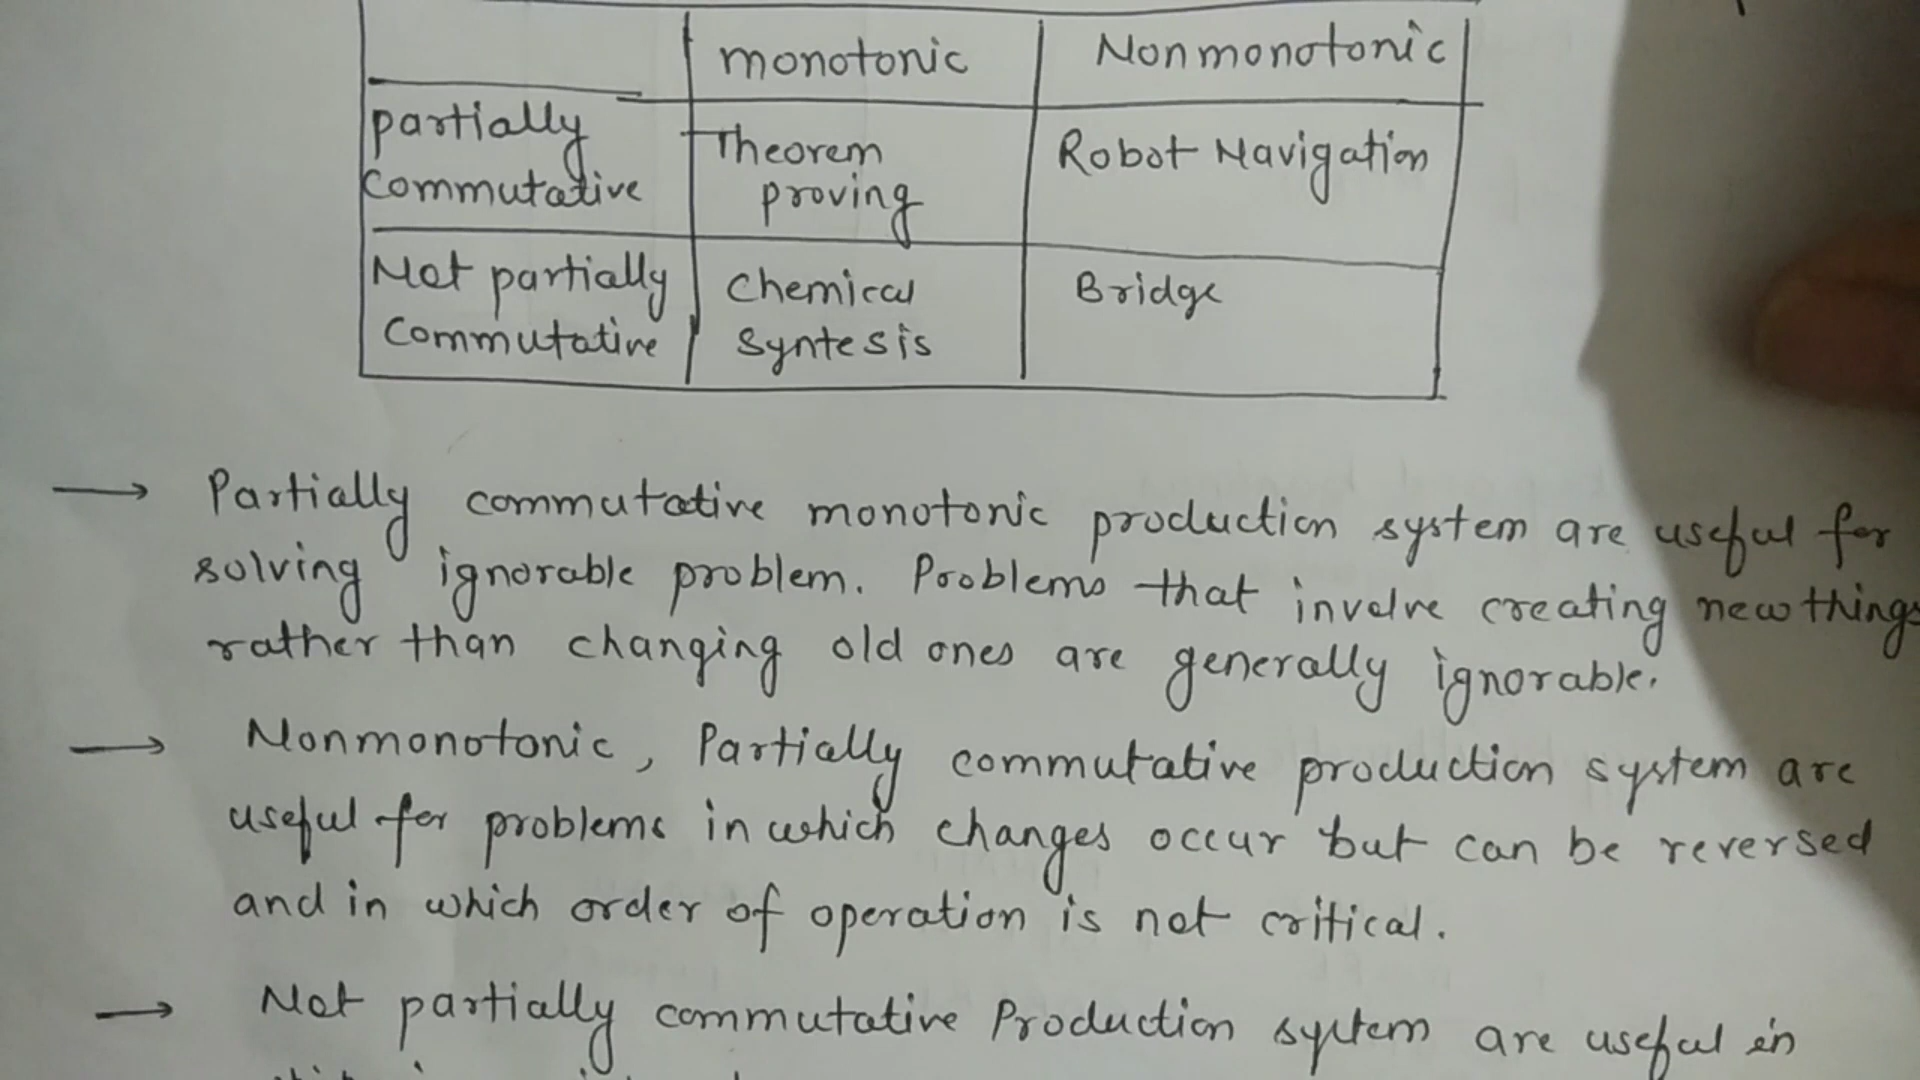 monotonic Nonmonotonic
partially Theorem Robot Navigation
commutative proving
Not partially Chemical Bridge
Commutative Syntesis
→ Partially commutative monotonic production system are useful for
solving ignorable problem. Problems that involve creating new things
rather than changing old ones are generally ignorable.
→ Nonmonotonic, Partially commutative production system are
useful for problems in which changes occur but can be reversed
and in which order of operation is not critical.
→ Not partially commutative Production system are useful in